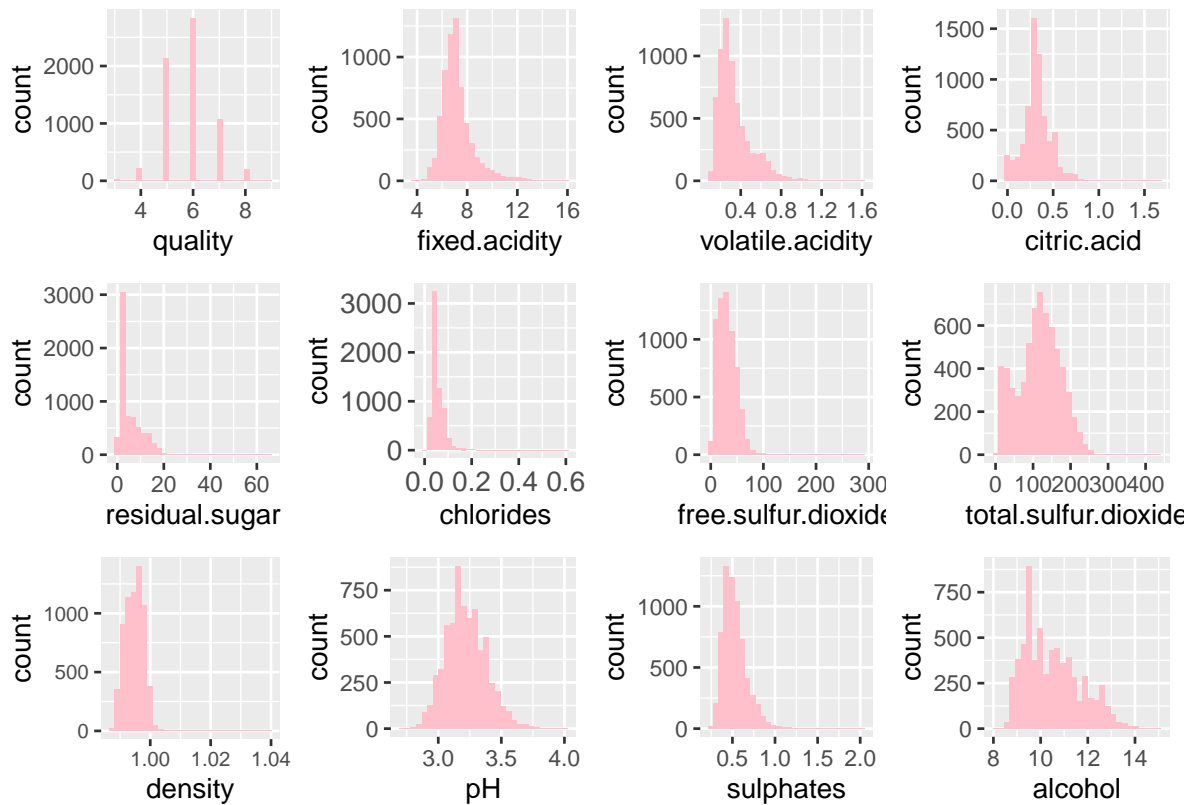 count
2000
1000
0
4 6 8
quality
count
1000
500
0
4 8 12 16
fixed.acidity
count
1000
500
0
0.4 0.8 1.2 1.6
volatile.acidity
count
1500
1000
500
0
0.0 0.5 1.0 1.5
citric.acid
count
3000
2000
1000
0
0 20 40 60
residual.sugar
count
3000
2000
1000
0
0.0 0.2 0.4 0.6
chlorides
count
1000
500
0
0 100 200 300
free.sulfur.dioxide
count
600
400
200
0
0 100 200 300 400
total.sulfur.dioxide
count
1000
500
0
1.00 1.02 1.04
density
count
750
500
250
0
3.0 3.5 4.0
pH
count
1000
500
0
0.5 1.0 1.5 2.0
sulphates
count
750
500
250
0
8 10 12 14
alcohol